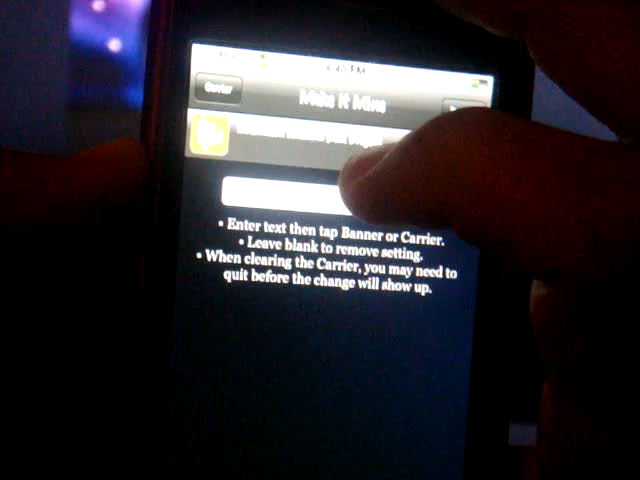 Carrier
Make It Mine
• Enter text then tap Banner or Carrier.
• Leave blank to remove setting.
• When clearing the Carrier, you may need to
quit before the change will show up.